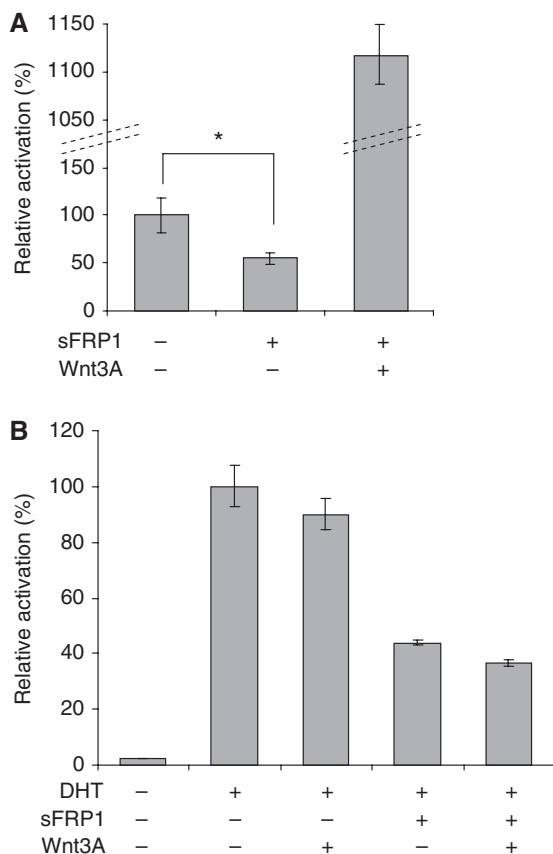 A
Relative activation (%)
1150
1100
1050
150
100
50
0
*
sFRP1 – + +
Wnt3A – – +
B
Relative activation (%)
120
100
80
60
40
20
0
DHT – + + + +
sFRP1 – – – + +
Wnt3A – – + – +